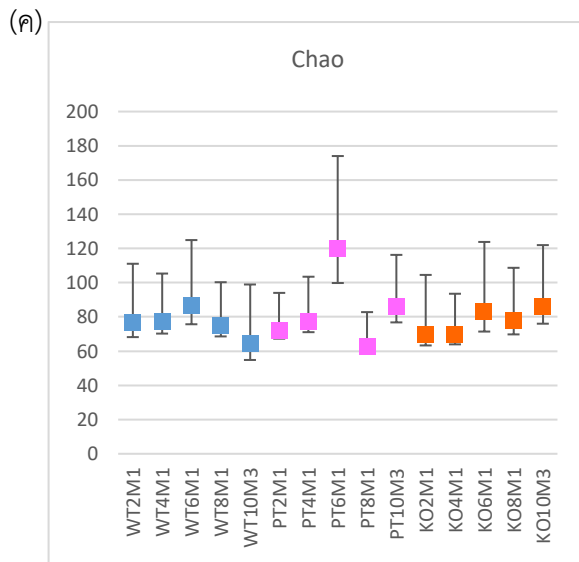 (ค)
Chao
200
180
160
140
120
100
80
60
40
20
0
WT2M1
WT4M1
WT6M1
WT8M1
WT10M3
PT2M1
PT4M1
PT6M1
PT8M1
PT10M3
KO2M1
KO4M1
KO6M1
KO8M1
KO10M3